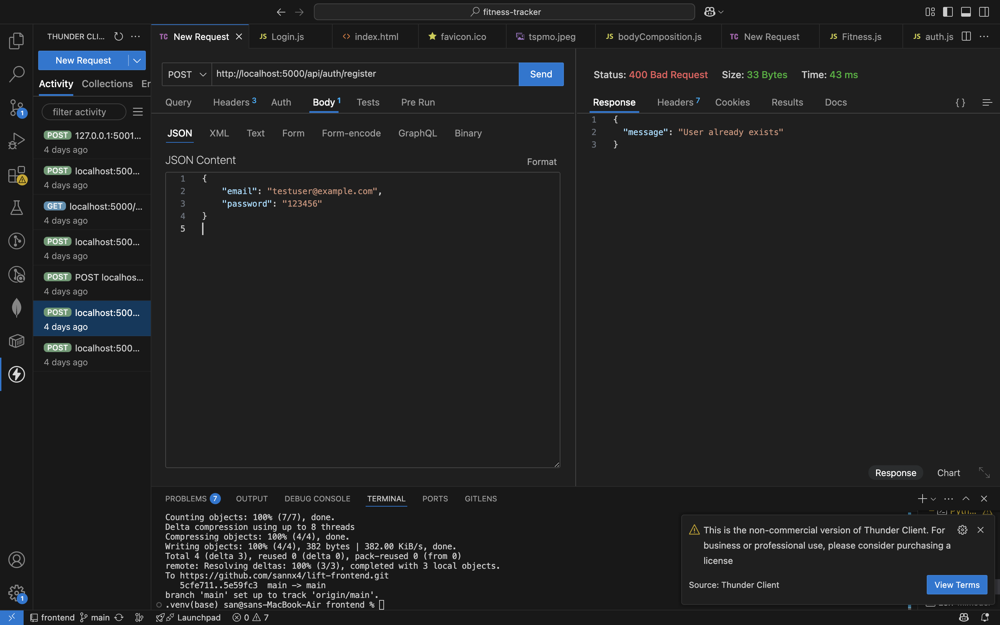 fitness-tracker
THUNDER CLI...
New Request
Activity Collections Er
filter activity
POST 127.0.0.1:5001...
4 days ago
POST localhost:500...
4 days ago
GET localhost:5000/...
4 days ago
POST localhost:500...
4 days ago
POST POST localhos...
4 days ago
POST localhost:500...
4 days ago
POST localhost:500...
4 days ago
TC New Request
JS Login.js
<> index.html
favicon.ico
tspmo.jpeg
JS bodyComposition.js
TC New Request
JS Fitness.js
JS auth.js
POST http://localhost:5000/api/auth/register Send
Query Headers 3 Auth Body 1 Tests Pre Run
JSON XML Text Form Form-encode GraphQL Binary
JSON Content Format
1 {
2 "email": "testuser@example.com",
3 "password": "123456"
4 }
5
Status: 400 Bad Request Size: 33 Bytes Time: 43 ms
Response Headers 7 Cookies Results Docs { }
1 {
2 "message": "User already exists"
3 }
Response Chart
PROBLEMS 7 OUTPUT DEBUG CONSOLE TERMINAL PORTS GITLENS
Counting objects: 100% (7/7), done.
Delta compression using up to 8 threads
Compressing objects: 100% (4/4), done.
Writing objects: 100% (4/4), 382 bytes | 382.00 KiB/s, done.
Total 4 (delta 3), reused 0 (delta 0), pack-reused 0 (from 0)
remote: Resolving deltas: 100% (3/3), completed with 3 local objects.
To https://github.com/sannx4/lift-frontend.git
5cfe711..5e59fc3 main -> main
branch 'main' set up to track 'origin/main'.
.venv(base) san@sans-MacBook-Air frontend %
This is the non-commercial version of Thunder Client. For
business or professional use, please consider purchasing a
license
Source: Thunder Client
View Terms
1
1
frontend main Launchpad 0 7